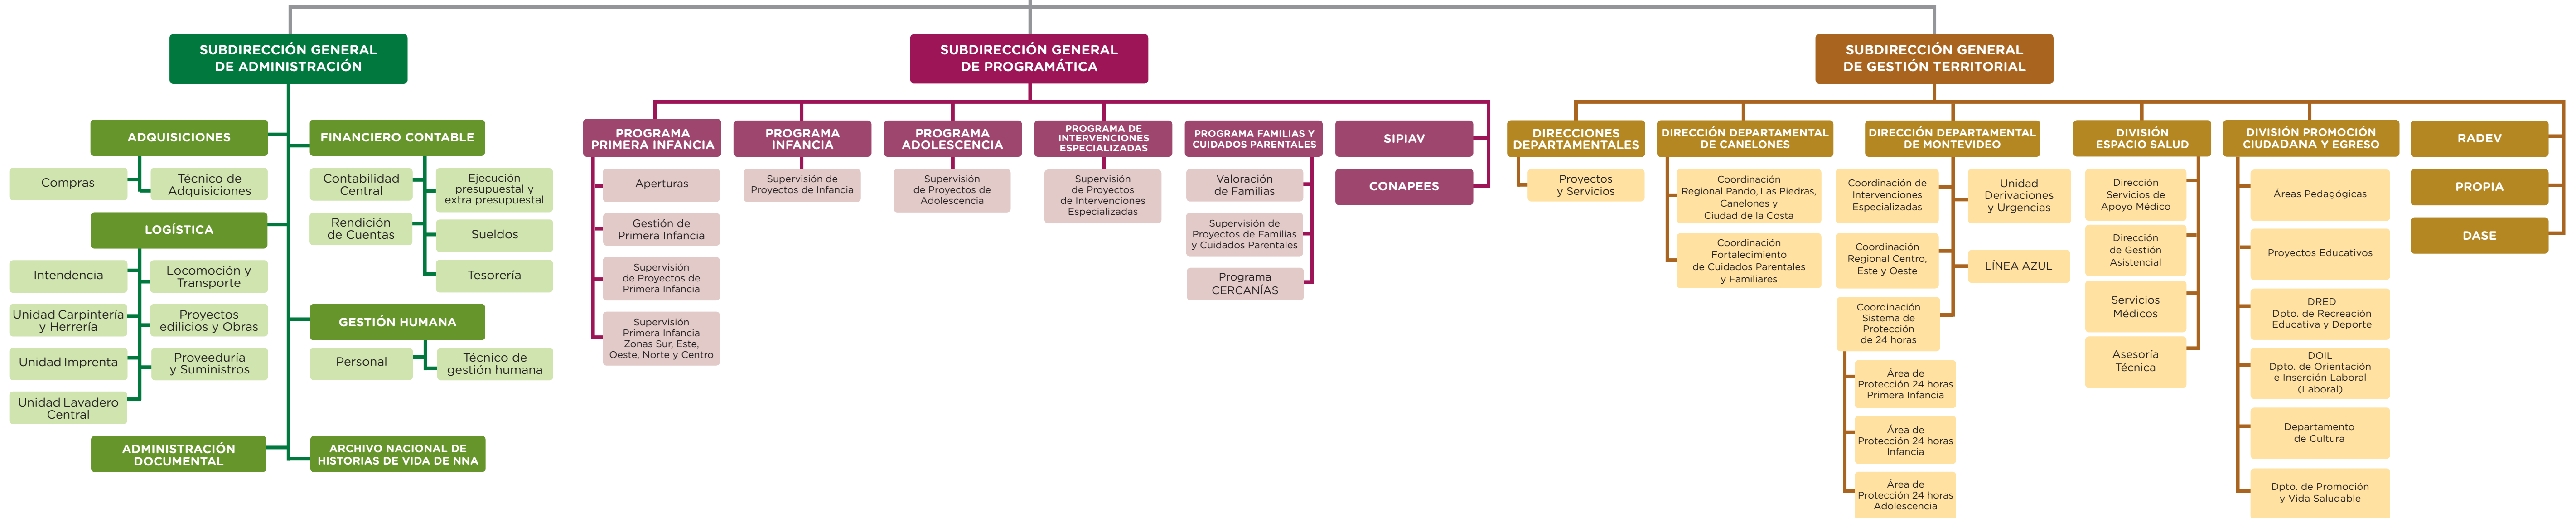 SUBDIRECCIÓN GENERAL
DE ADMINISTRACIÓN
ADQUISICIONES
Compras
Técnico de
Adquisiciones
LOGÍSTICA
Intendencia
Locomoción y
Transporte
Unidad Carpintería
y Herrería
Proyectos
edilicios y Obras
Unidad Imprenta
Proveeduría
y Suministros
Unidad Lavadero
Central
ADMINISTRACIÓN
DOCUMENTAL
FINANCIERO CONTABLE
Contabilidad
Central
Ejecución
presupuestal y
extra presupuestal
Rendición
de Cuentas
Sueldos
Tesorería
GESTIÓN HUMANA
Personal
Técnico de
gestión humana
ARCHIVO NACIONAL DE
HISTORIAS DE VIDA DE NNA
SUBDIRECCIÓN GENERAL
DE PROGRAMÁTICA
PROGRAMA
PRIMERA INFANCIA
Aperturas
Gestión de
Primera Infancia
Supervisión
de Proyectos de
Primera Infancia
Supervisión
Primera Infancia
Zonas Sur, Este,
Oeste, Norte y Centro
PROGRAMA
INFANCIA
Supervisión de
Proyectos de Infancia
PROGRAMA
ADOLESCENCIA
Supervisión
de Proyectos de
Adolescencia
PROGRAMA DE
INTERVENCIONES
ESPECIALIZADAS
Supervisión
de Proyectos
de Intervenciones
Especializadas
PROGRAMA FAMILIAS Y
CUIDADOS PARENTALES
Valoración
de Familias
Supervisión de
Proyectos de Familias
y Cuidados Parentales
Programa
CERCANÍAS
SIPIAV
CONAPEES
SUBDIRECCIÓN GENERAL
DE GESTIÓN TERRITORIAL
DIRECCIONES
DEPARTAMENTALES
Proyectos
y Servicios
DIRECCIÓN DEPARTAMENTAL
DE CANELONES
Coordinación
Regional Pando, Las Piedras,
Canelones y
Ciudad de la Costa
Coordinación
Fortalecimiento
de Cuidados Parentales
y Familiares
DIRECCIÓN DEPARTAMENTAL
DE MONTEVIDEO
Coordinación de
Intervenciones
Especializadas
Unidad
Derivaciones
y Urgencias
Coordinación
Regional Centro,
Este y Oeste
LÍNEA AZUL
Coordinación
Sistema de
Protección
de 24 horas
Área de
Protección 24 horas
Primera Infancia
Área de
Protección 24 horas
Infancia
Área de
Protección 24 horas
Adolescencia
DIVISIÓN
ESPACIO SALUD
Dirección
Servicios de
Apoyo Médico
Dirección
de Gestión
Asistencial
Servicios
Médicos
Asesoría
Técnica
DIVISIÓN PROMOCIÓN
CIUDADANA Y EGRESO
Áreas Pedagógicas
Proyectos Educativos
DRED
Dpto. de Recreación
Educativa y Deporte
DOIL
Dpto. de Orientación
e Inserción Laboral
(Laboral)
Departamento
de Cultura
Dpto. de Promoción
y Vida Saludable
RADEV
PROPIA
DASE